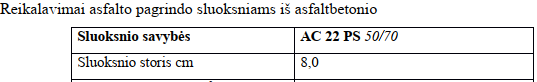 Reikalavimai asfalto pagrindo sluoksniams iš asfaltbetonio
Sluoksnio savybės AC 22 PS 50/70
Sluoksnio storis cm 8,0